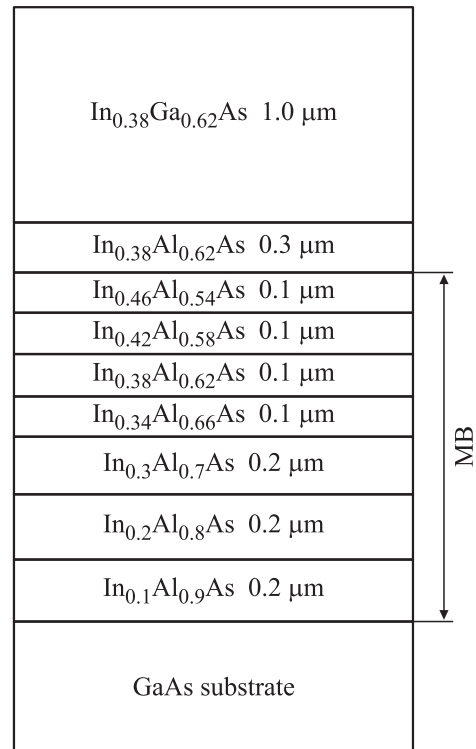 In₀.₃₈Ga₀.₆₂As 1.0 μm
In₀.₃₈Al₀.₆₂As 0.3 μm
In₀.₄₆Al₀.₅₄As 0.1 μm
In₀.₄₂Al₀.₅₈As 0.1 μm
In₀.₃₈Al₀.₆₂As 0.1 μm
In₀.₃₄Al₀.₆₆As 0.1 μm
In₀.₃Al₀.₇As 0.2 μm
In₀.₂Al₀.₈As 0.2 μm
In₀.₁Al₀.₉As 0.2 μm
GaAs substrate
MB